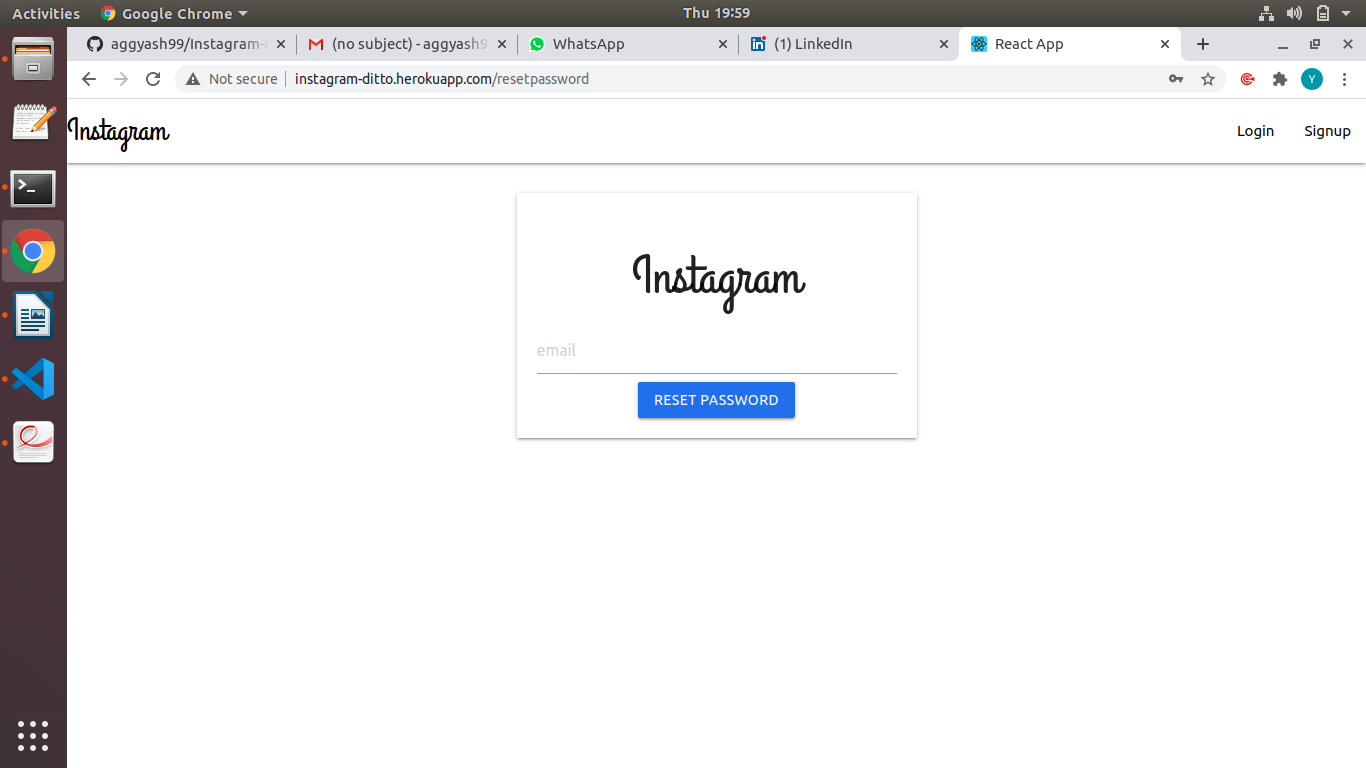 Activities Google Chrome Thu 19:59
aggyash99/Instagram- (no subject) - aggyash9 WhatsApp (1) LinkedIn React App
Not secure instagram-ditto.herokuapp.com/resetpassword Y
Instagram Login Signup
Instagram
email
RESET PASSWORD